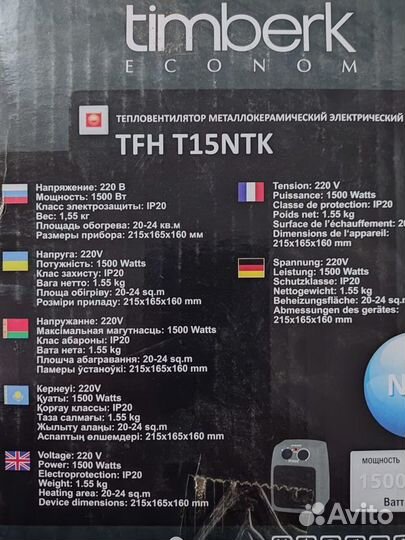 timberk
ECONOM
ТЕПЛОВЕНТИЛЯТОР МЕТАЛЛОКЕРАМИЧЕСКИЙ ЭЛЕКТРИЧЕСКИЙ
TFH T15NTK
Напряжение: 220 В
Мощность: 1500 Вт
Класс электрозащиты: IP20
Вес: 1,55 кг
Площадь обогрева: 20-24 кв.м
Размеры прибора: 215x165x160 мм
Напруга: 220V
Потужність: 1500 Watts
Клас захисту: IP20
Вага нетто: 1.55 kg
Площа обігріву: 20-24 sq.m
Розміри приладу: 215x165x160 mm
Напружанне: 220V
Максімальная магутнасць: 1500 Watts
Клас абароны: IP20
Вата нета: 1.55 kg
Плошча абагравання: 20-24 sq.m
Памеры ўстаноўкі: 215x165x160 mm
Кернеуі: 220V
Қуаты: 1500 Watts
Қорғау классы: IP20
Таза салмағы: 1.55 kg
Жылыту алаңы: 20-24 sq.m
Аспаптың өлшемдері: 215x165x160 mm
Voltage: 220 V
Power: 1500 Watts
Electroprotection: IP20
Weight: 1.55 kg
Heating area: 20-24 sq.m
Device dimensions: 215x165x160 mm
Tension: 220 V
Puissance: 1500 Watts
Classe de protection: IP20
Poids net: 1.55 kg
Surface de l'échauffement: 20-
Dimensions de l'appareil:
215x165x160 mm
Spannung: 220V
Leistung: 1500 Watts
Schutzklasse: IP20
Nettogewicht: 1.55 kg
Beheizungsfläche: 20-24 sq.m
Abmessungen des gerätes:
215x165x160 mm
N
МОЩНОСТЬ
1500
Ватт
Avito